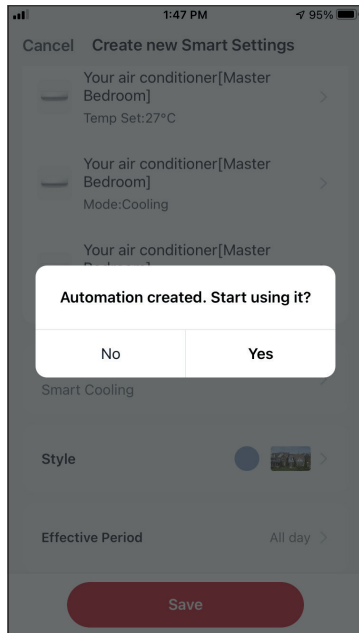 1:47 PM
95%
Cancel Create new Smart Settings
Your air conditioner[Master
Bedroom]
Temp Set:27°C
Your air conditioner[Master
Bedroom]
Mode:Cooling
Your air conditioner[Master
Automation created. Start using it?
No Yes
Smart Cooling
Style
Effective Period All day
Save